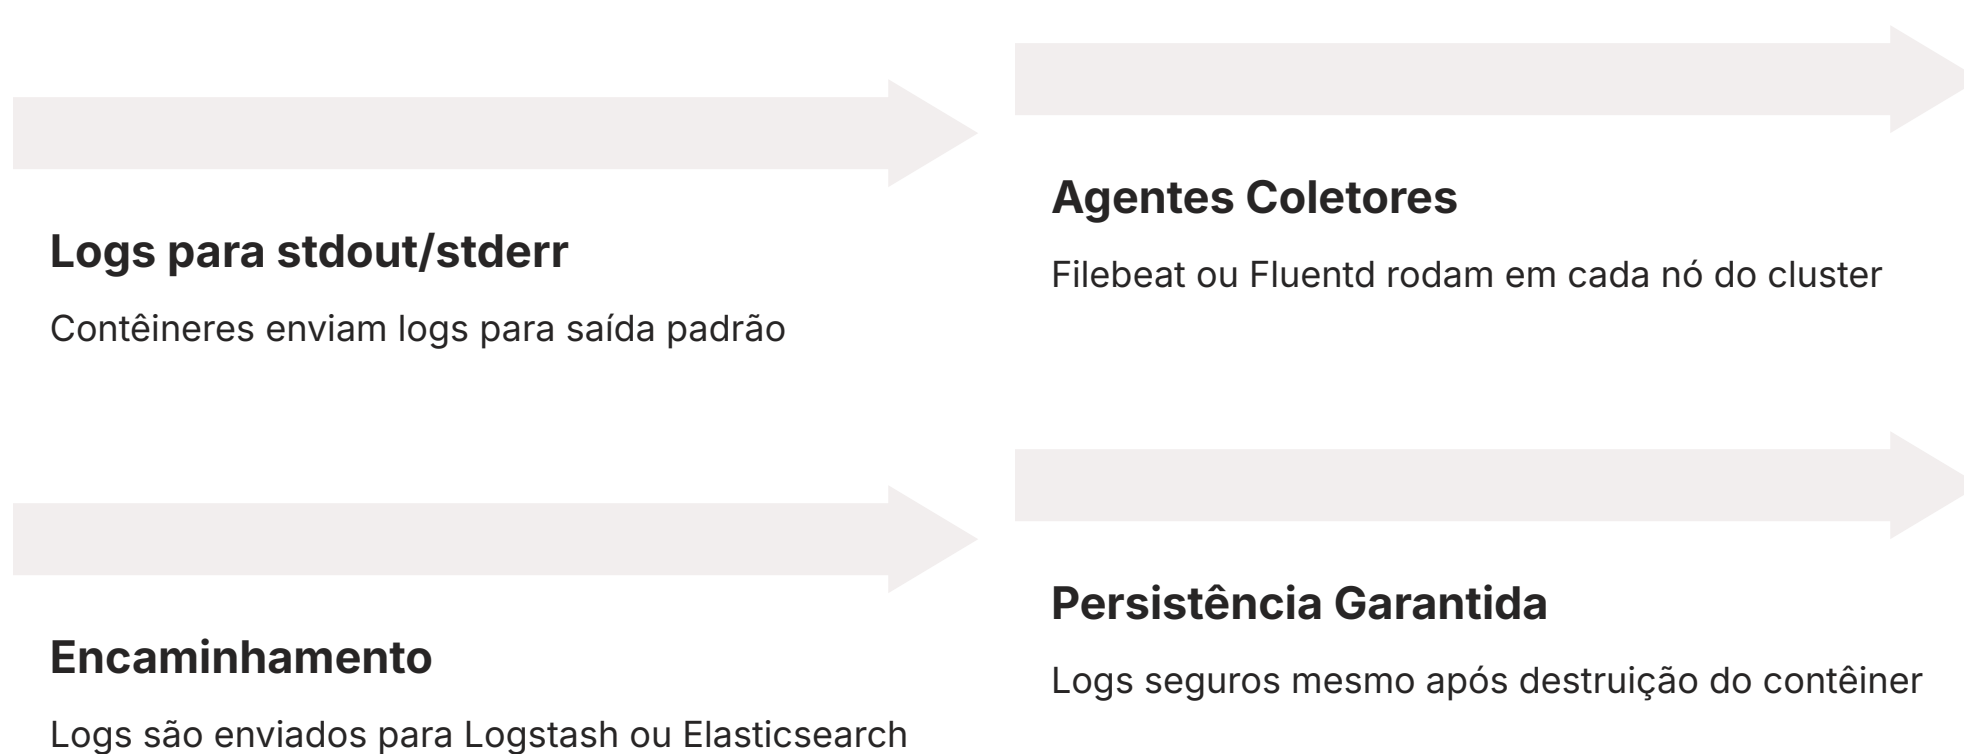 Logs para stdout/stderr
Contêineres enviam logs para saída padrão
Agentes Coletores
Filebeat ou Fluentd rodam em cada nó do cluster
Encaminhamento
Logs são enviados para Logstash ou Elasticsearch
Persistência Garantida
Logs seguros mesmo após destruição do contêiner